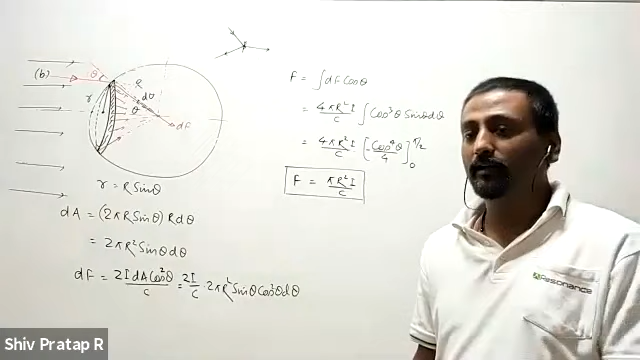 (b)
θ
R
dθ
r
θ
dF
r = R Sinθ
dA = (2πR Sinθ) R dθ
= 2πR² Sinθ dθ
dF = 2I dA Cos²θ / c = 2I/c · 2πR² Sinθ Cos²θ dθ
F = ∫ dF Cosθ
= 4πR²I/c ∫ Cos³θ Sinθ dθ
= 4πR²I/c [-Cos⁴θ/4]₀^π/2
F = πR²I/c
Resonance
Shiv Pratap R